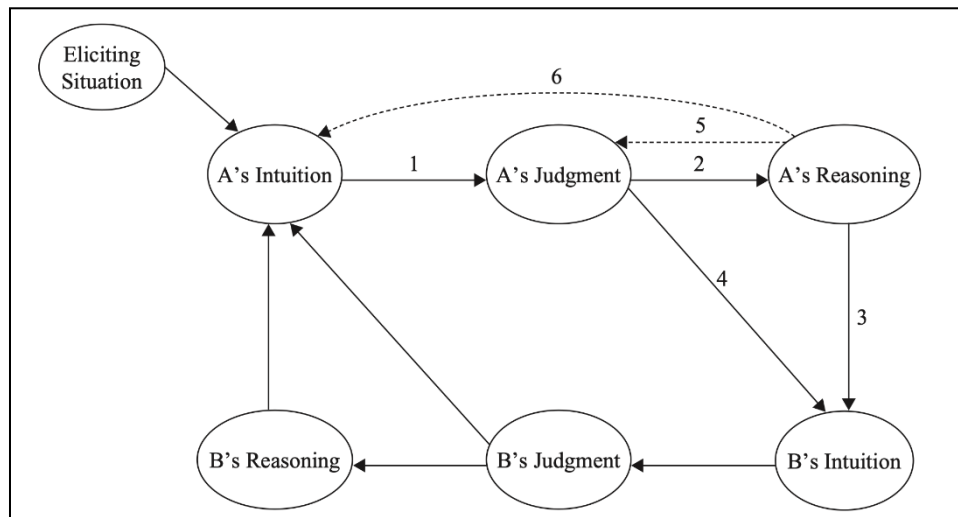 Eliciting
Situation
6
5
A's Intuition
1
A's Judgment
2
A's Reasoning
4
3
B's Reasoning
B's Judgment
B's Intuition